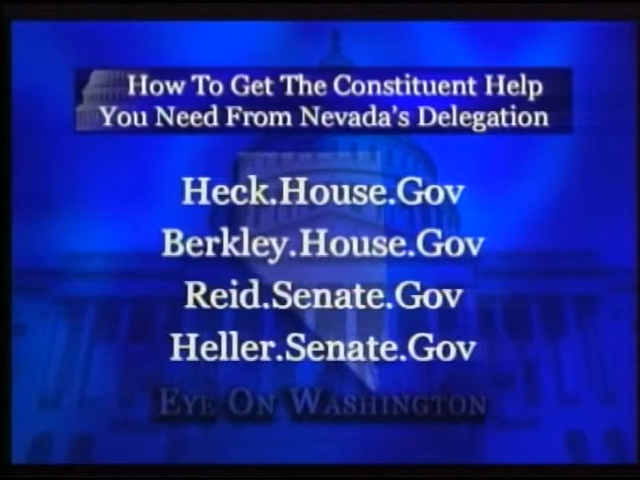 How To Get The Constituent Help
You Need From Nevada's Delegation
Heck.House.Gov
Berkley.House.Gov
Reid.Senate.Gov
Heller.Senate.Gov
Eye On Washington